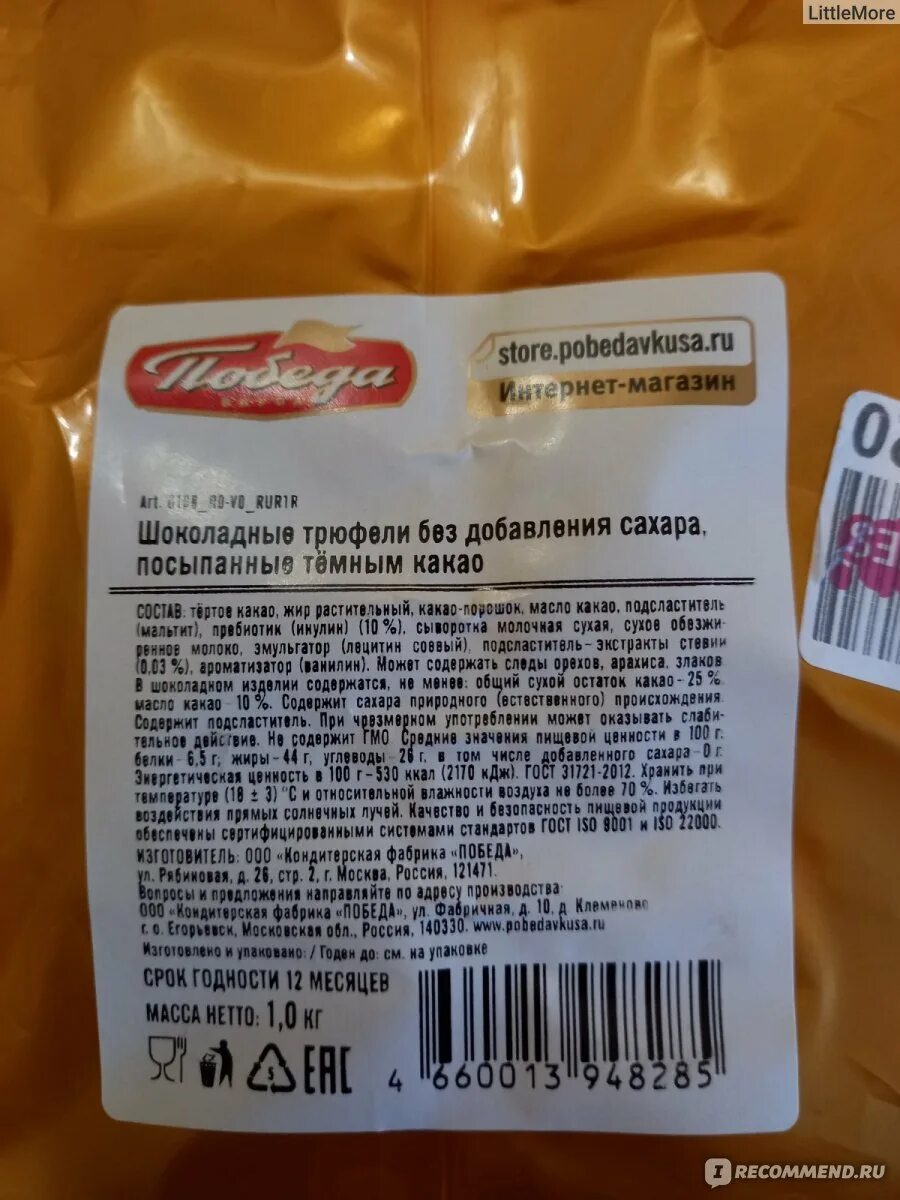 LittleMore
Победа
store.pobedavkusa.ru
Интернет-магазин
Шоколадные трюфели без добавления сахара,
посыпанные тёмным какао
СОСТАВ: тёртое какао, жир растительный, какао-порошок, масло какао, подсластитель
(мальтит), пребиотик (инулин) (10 %), сыворотка молочная сухая, сухое обезжи-
ренное молоко, эмульгатор (лецитин соевый), подсластитель – экстракты стевии
(0,03 %), ароматизатор (ванилин). Может содержать следы орехов, арахиса, злаков.
В шоколадном изделии содержатся, не менее: общий сухой остаток какао - 25 %,
масло какао - 10 %. Содержит сахара природного (естественного) происхождения.
Содержит подсластитель. При чрезмерном употреблении может оказывать слаби-
тельное действие. Не содержит ГМО. Средние значения пищевой ценности в 100 г:
белки - 6,5 г; жиры - 44 г, углеводы - 26 г, в том числе добавленного сахара - 0 г.
Энергетическая ценность в 100 г – 530 ккал (2170 кДж). ГОСТ 31721-2012. Хранить при
температуре (18 ± 3) °С и относительной влажности воздуха не более 70 %. Избегать
воздействия прямых солнечных лучей. Качество и безопасность пищевой продукции
обеспечены сертифицированными системами стандартов ГОСТ ISO 9001 и ISO 22000.
ИЗГОТОВИТЕЛЬ: ООО «Кондитерская фабрика «ПОБЕДА»,
ул. Рябиновая, д. 26, стр. 2, г. Москва, Россия, 121471.
Вопросы и предложения направляйте по адресу производства:
ООО «Кондитерская фабрика «ПОБЕДА», ул. Фабричная, д. 10, д. Клеменово
г. о. Егорьевск, Московская обл., Россия, 140330. www.pobedavkusa.ru
Изготовлено и упаковано: / Годен до: см. на упаковке
СРОК ГОДНОСТИ 12 МЕСЯЦЕВ
МАССА НЕТТО: 1,0 кг
5
EAC
4 660013 948285
IRECOMMEND.RU